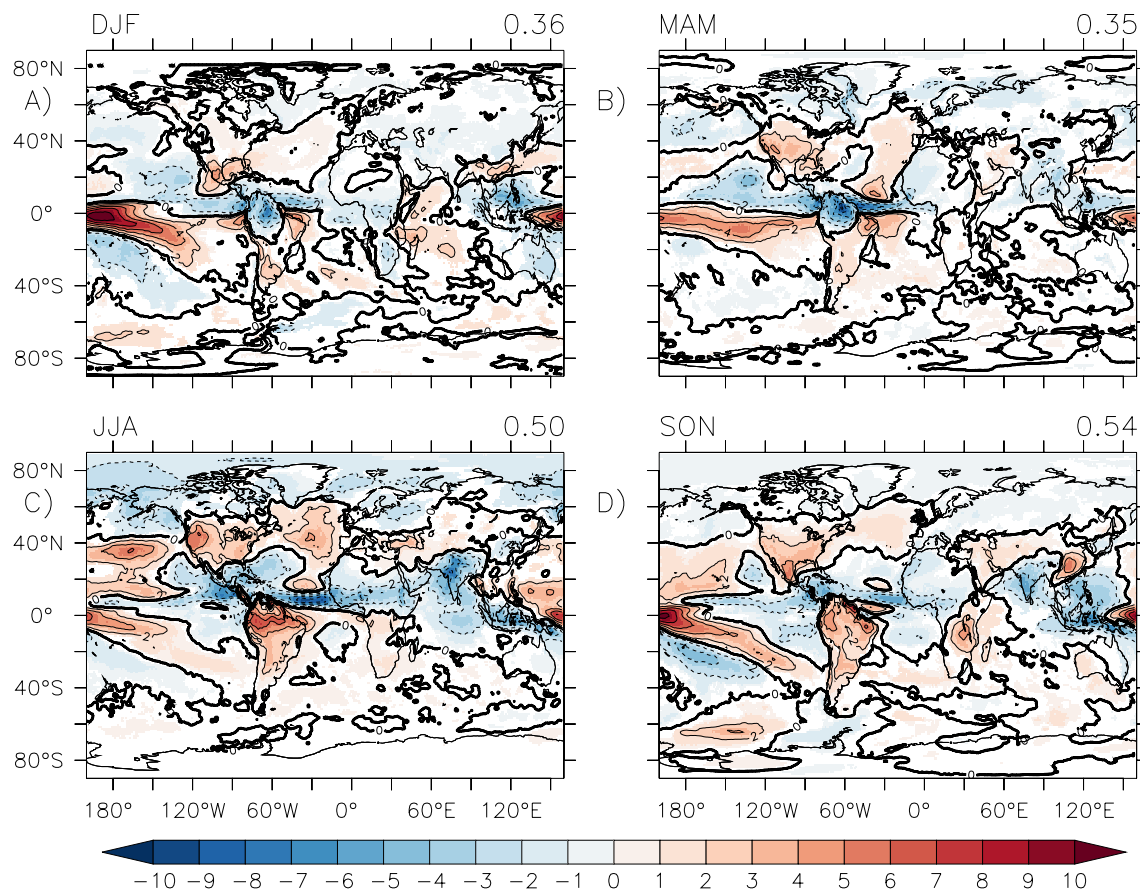 DJF 0.36 MAM 0.35
A) B)
80°N
40°N
0°
40°S
80°S
JJA 0.50 SON 0.54
C) D)
80°N
40°N
0°
40°S
80°S
180° 120°W 60°W 0° 60°E 120°E 180° 120°W 60°W 0° 60°E 120°E
−10 −9 −8 −7 −6 −5 −4 −3 −2 −1 0 1 2 3 4 5 6 7 8 9 10